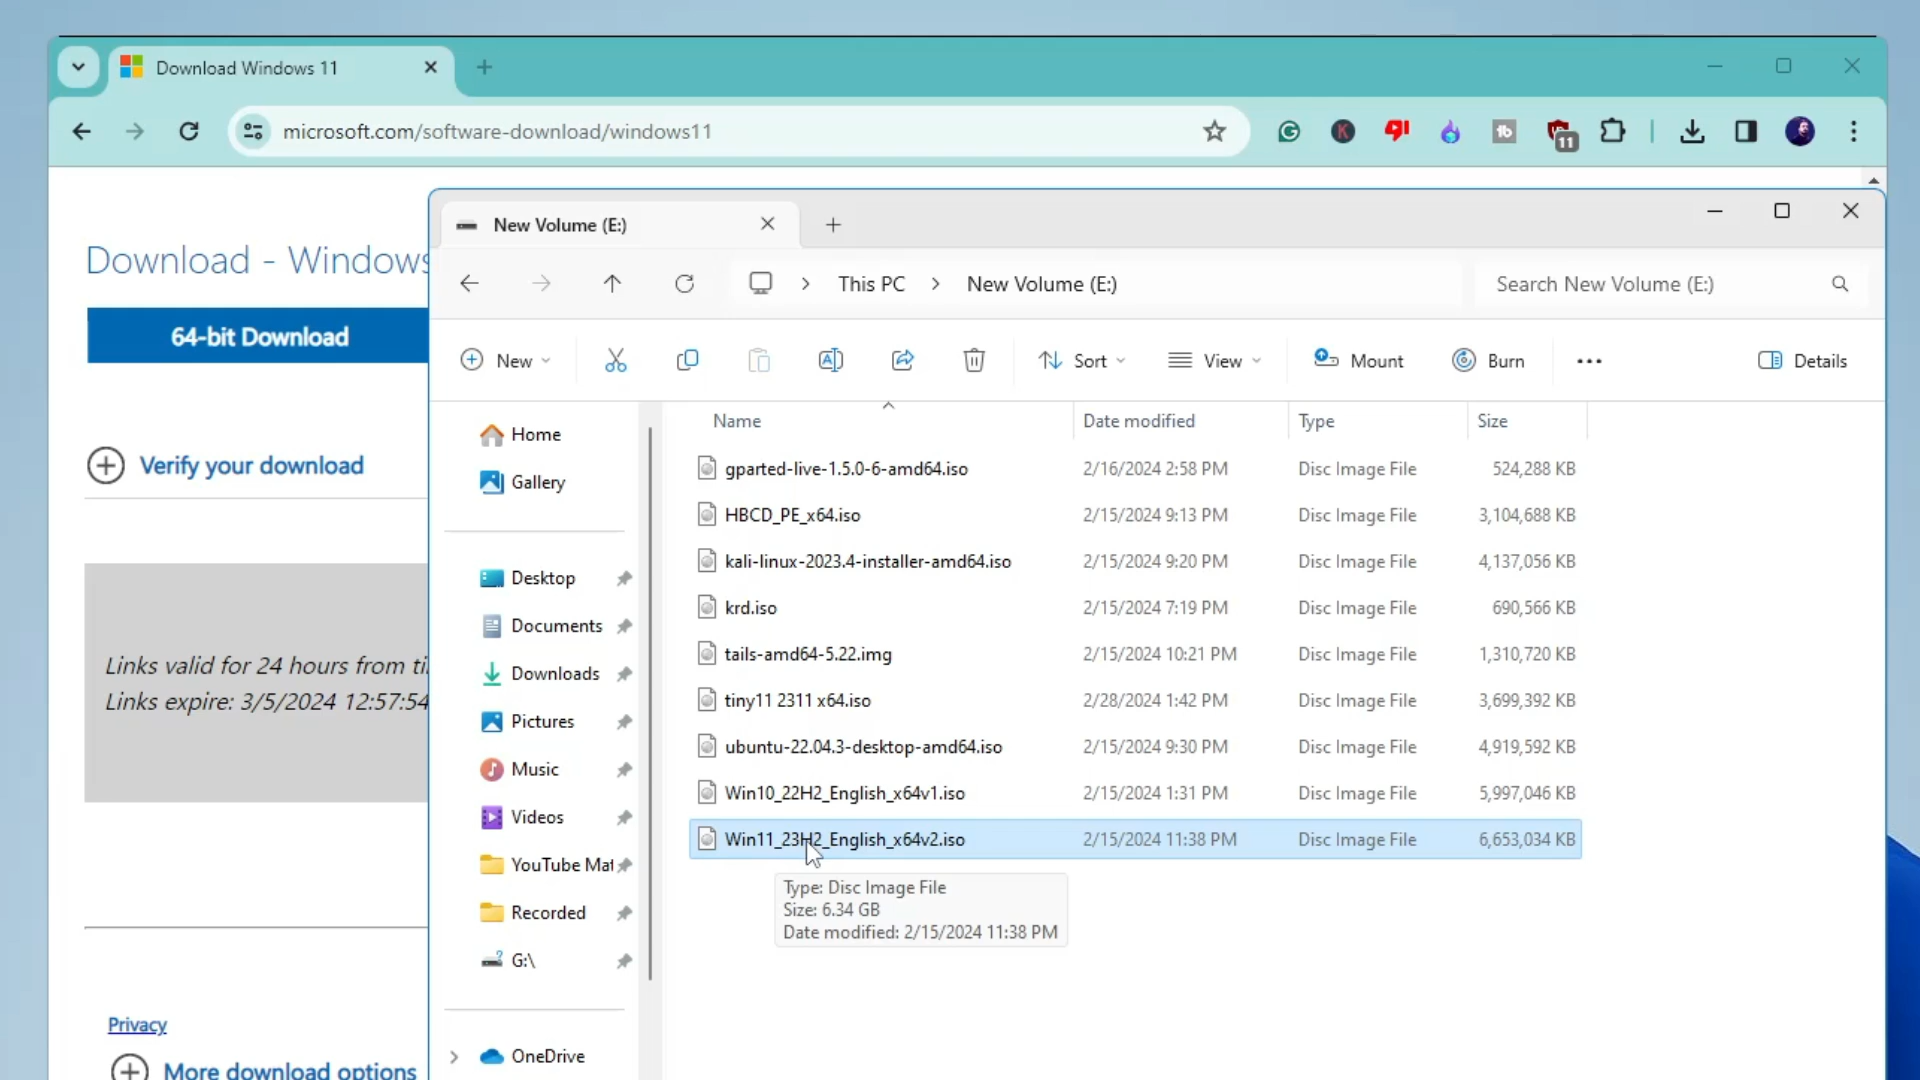 Download Windows 11
microsoft.com/software-download/windows11
11
Download - Windows
64-bit Download
Verify your download
Links valid for 24 hours from
Links expire: 3/5/2024 12:57:54
Privacy
More download options
New Volume (E:)
This PC > New Volume (E:)
Search New Volume (E:)
New
Sort
View
Mount
Burn
Details
Home
Gallery
Desktop
Documents
Downloads
Pictures
Music
Videos
YouTube Mat
Recorded
G:\
OneDrive
Name Date modified Type Size
gparted-live-1.5.0-6-amd64.iso 2/16/2024 2:58 PM Disc Image File 524,288 KB
HBCD_PE_x64.iso 2/15/2024 9:13 PM Disc Image File 3,104,688 KB
kali-linux-2023.4-installer-amd64.iso 2/15/2024 9:20 PM Disc Image File 4,137,056 KB
krd.iso 2/15/2024 7:19 PM Disc Image File 690,566 KB
tails-amd64-5.22.img 2/15/2024 10:21 PM Disc Image File 1,310,720 KB
tiny11 2311 x64.iso 2/28/2024 1:42 PM Disc Image File 3,699,392 KB
ubuntu-22.04.3-desktop-amd64.iso 2/15/2024 9:30 PM Disc Image File 4,919,592 KB
Win10_22H2_English_x64v1.iso 2/15/2024 1:31 PM Disc Image File 5,997,046 KB
Win11_23H2_English_x64v2.iso 2/15/2024 11:38 PM Disc Image File 6,653,034 KB
Type: Disc Image File
Size: 6.34 GB
Date modified: 2/15/2024 11:38 PM